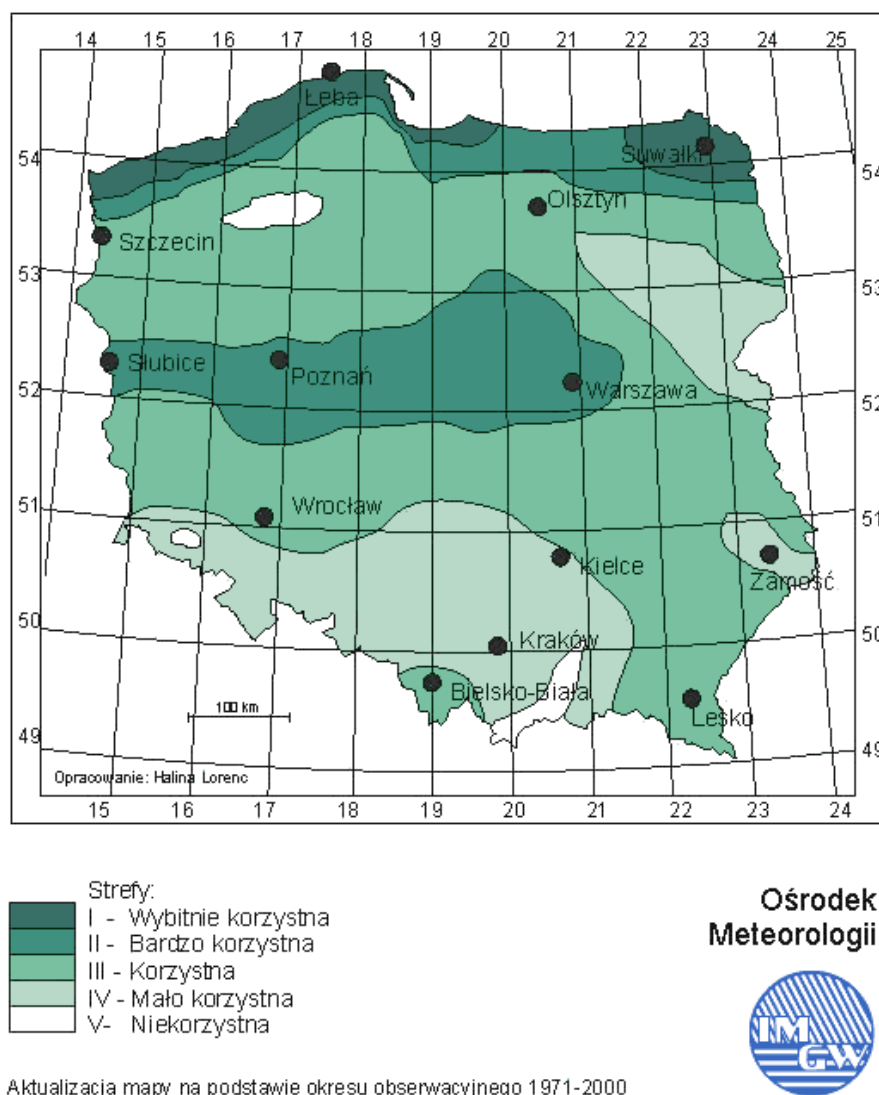 14 15 16 17 18 19 20 21 22 23 24 25
Łeba
54 Suwałki 54
Olsztyn
Szczecin
53 53
Słubice Poznań
Warszawa
52 52
Wrocław
51 51
Kielce
Zamość
50 Kraków 50
Bielsko-Biała
Lesko
100 km
49 49
Opracowanie: Halina Lorenc
15 16 17 18 19 20 21 22 23 24
Strefy:
I - Wybitnie korzystna
II - Bardzo korzystna
III - Korzystna
IV - Mało korzystna
V- Niekorzystna
Ośrodek
Meteorologii
IM
GW
Aktualizacja mapy na podstawie okresu obserwacyjnego 1971-2000